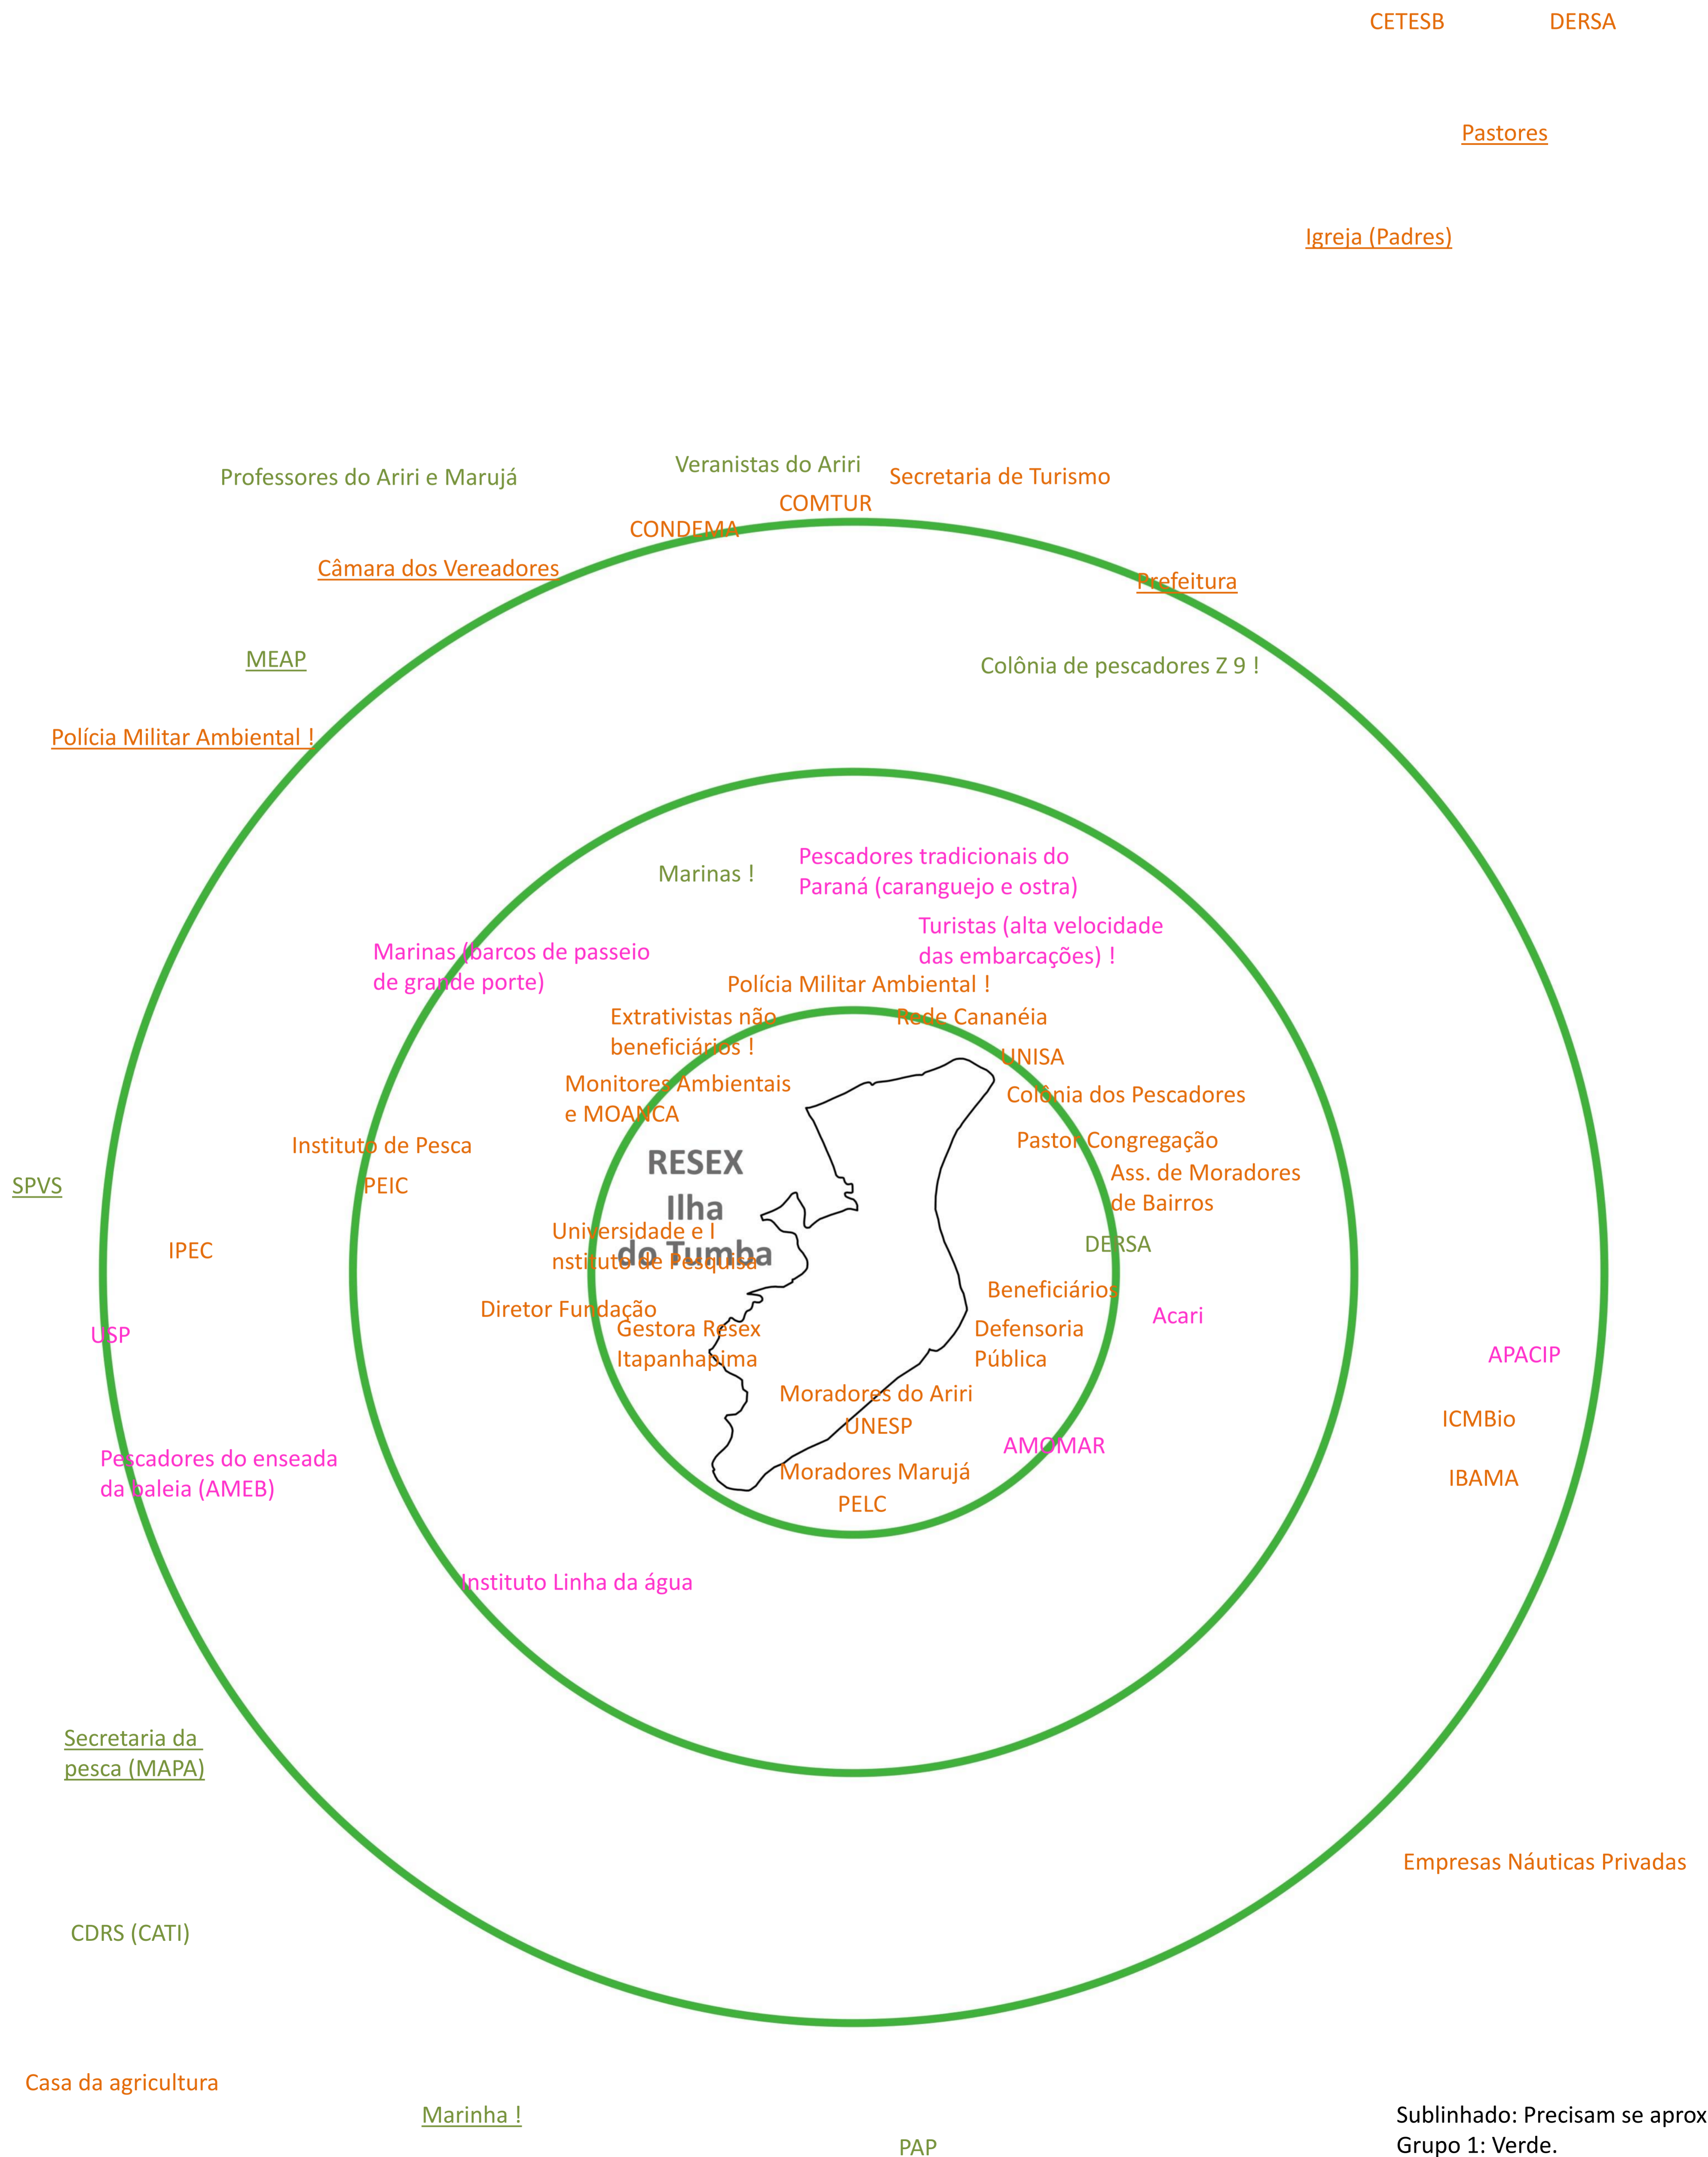 CETESB
DERSA
Pastores
Igreja (Padres)
Veranistas do Ariri
Professores do Ariri e Marujá
Secretaria de Turismo
COMTUR
CONDEMA
Câmara dos Vereadores
Prefeitura
MEAP
Colônia de pescadores Z 9 !
Polícia Militar Ambiental !
Pescadores tradicionais do
Paraná (caranguejo e ostra)
Marinas !
Turistas (alta velocidade
das embarcações) !
Marinas (barcos de passeio
de grande porte)
Polícia Militar Ambiental !
Extrativistas não
beneficiários !
Rede Cananéia
UNISA
Monitores Ambientais
e MOANCA
Colônia dos Pescadores
Pastor Congregação
Instituto de Pesca
RESEX
Ilha
do Tumba
Ass. de Moradores
de Bairros
SPVS
PEIC
Universidade e I
nstituto de Pesquisa
DERSA
IPEC
Beneficiários
Diretor Fundação
Acari
Gestora Resex
Itapanhapima
Defensoria
Pública
USP
APACIP
Moradores do Ariri
UNESP
ICMBio
AMOMAR
Pescadores do enseada
da baleia (AMEB)
Moradores Marujá
IBAMA
PELC
Instituto Linha da água
Secretaria da
pesca (MAPA)
Empresas Náuticas Privadas
CDRS (CATI)
Casa da agricultura
Marinha !
PAP
Sublinhado: Precisam se aprox
Grupo 1: Verde.